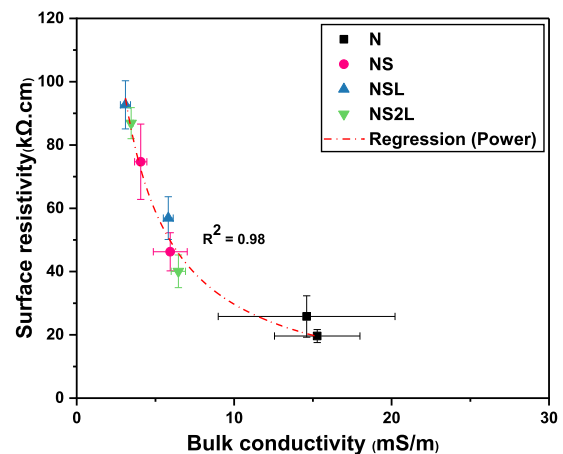 120
100
80
60
40
20
0
0
10
20
30
Surface resistivity(kΩ.cm)
Bulk conductivity (mS/m)
N
NS
NSL
NS2L
Regression (Power)
R² = 0.98